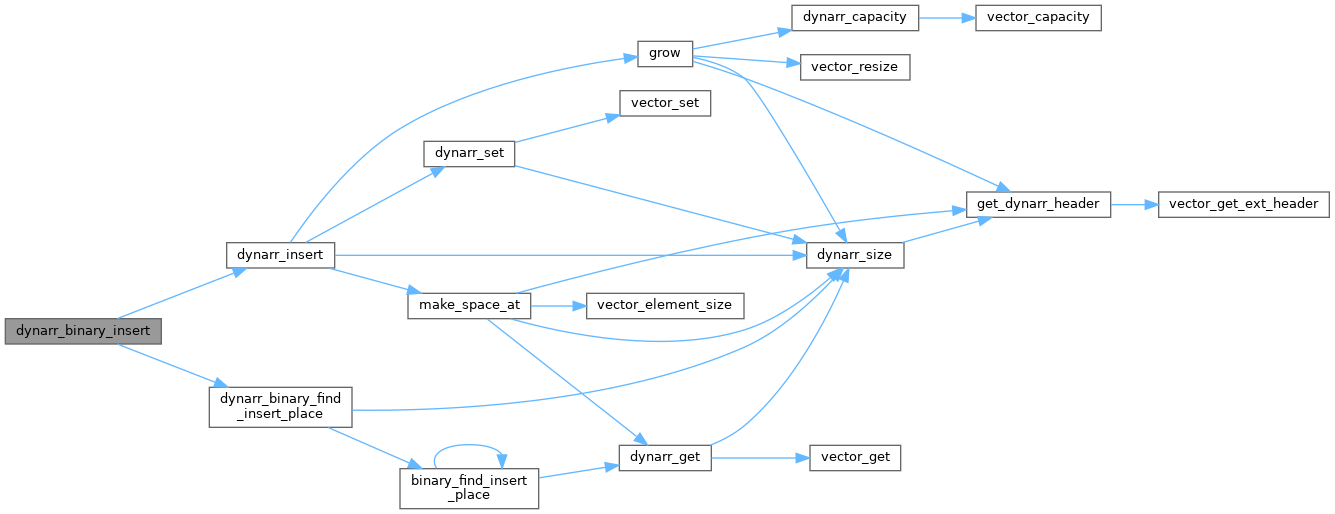 dynarr_capacity
vector_capacity
grow
vector_resize
vector_set
dynarr_set
get_dynarr_header
vector_get_ext_header
dynarr_insert
dynarr_size
make_space_at
vector_element_size
dynarr_binary_insert
dynarr_binary_find
_insert_place
dynarr_get
vector_get
binary_find_insert
_place